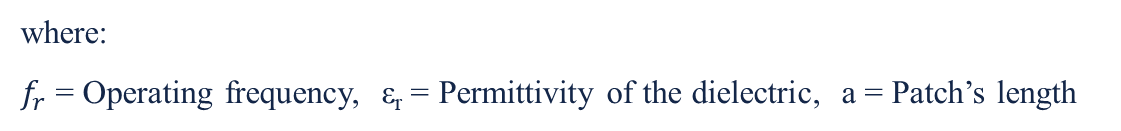 where:
fr = Operating frequency, εr = Permittivity of the dielectric, a = Patch’s length